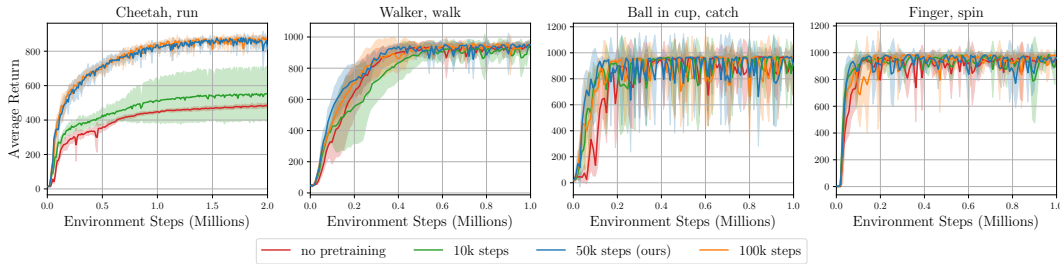 Cheetah, run
Walker, walk
Ball in cup, catch
Finger, spin
Average Return
800
600
400
200
0
0.0 0.5 1.0 1.5 2.0
Environment Steps (Millions)
1000
800
600
400
200
0
0.0 0.2 0.4 0.6 0.8 1.0
Environment Steps (Millions)
1200
1000
800
600
400
200
0
0.0 0.2 0.4 0.6 0.8 1.0
Environment Steps (Millions)
1200
1000
800
600
400
200
0
0.0 0.2 0.4 0.6 0.8 1.0
Environment Steps (Millions)
no pretraining 10k steps 50k steps (ours) 100k steps